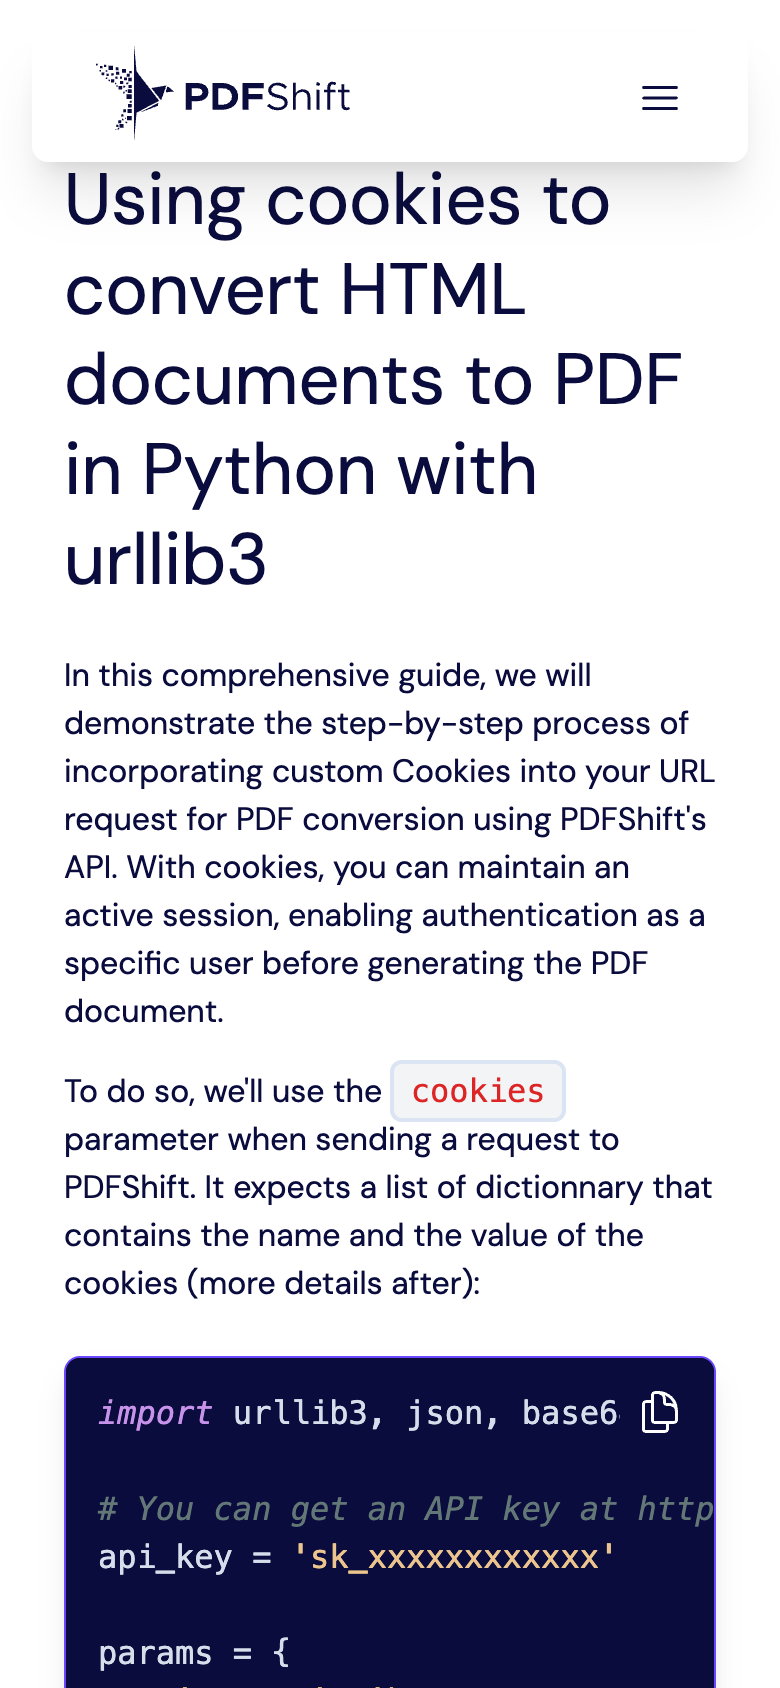 PDFShift
Using cookies to
convert HTML
documents to PDF
in Python with
urllib3
In this comprehensive guide, we will
demonstrate the step-by-step process of
incorporating custom Cookies into your URL
request for PDF conversion using PDFShift's
API. With cookies, you can maintain an
active session, enabling authentication as a
specific user before generating the PDF
document.
To do so, we'll use the cookies
parameter when sending a request to
PDFShift. It expects a list of dictionnary that
contains the name and the value of the
cookies (more details after):
import urllib3, json, base6
# You can get an API key at http
api_key = 'sk_xxxxxxxxxxxx'
params = {